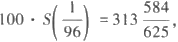 100 · S(1/96) = 313 584/625,